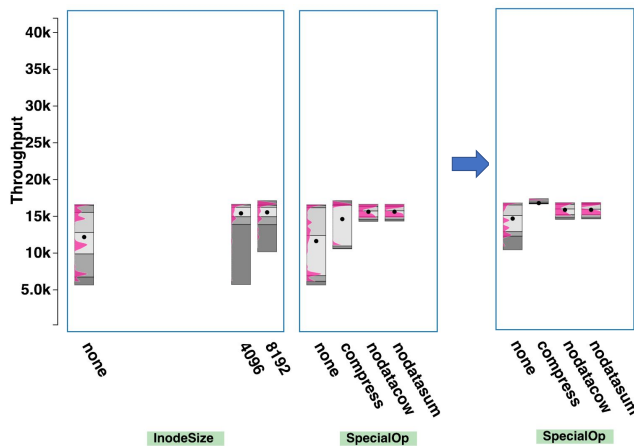 Throughput
40k
35k
30k
25k
20k
15k
10k
5.0k
none
4096
8192
none
compress
nodatacow
nodatasum
none
compress
nodatacow
nodatasum
InodeSize
SpecialOp
SpecialOp